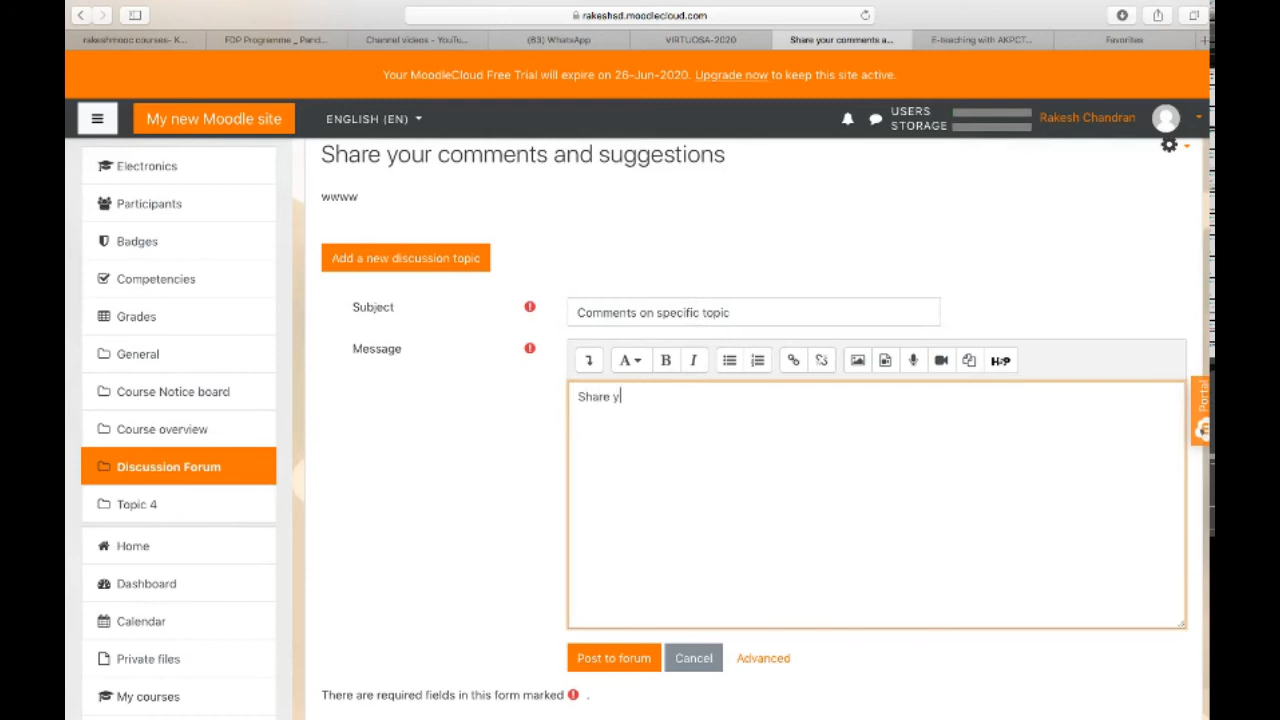 rakeshsd.moodlecloud.com
rakeshmooc courses- K...
FDP Programme _ Pand...
Channel videos - YouTu...
(63) WhatsApp
VIRTUOSA-2020
Share your comments a...
E-teaching with AKPCT...
Favorites
Your MoodleCloud Free Trial will expire on 26-Jun-2020. Upgrade now to keep this site active.
My new Moodle site
ENGLISH (EN)
USERS
STORAGE
Rakesh Chandran
Electronics
Participants
Badges
Competencies
Grades
General
Course Notice board
Course overview
Discussion Forum
Topic 4
Home
Dashboard
Calendar
Private files
My courses
Share your comments and suggestions
wwww
Add a new discussion topic
Subject
Comments on specific topic
Message
A
B
I
H-P
Share y
Portal
Post to forum
Cancel
Advanced
There are required fields in this form marked .